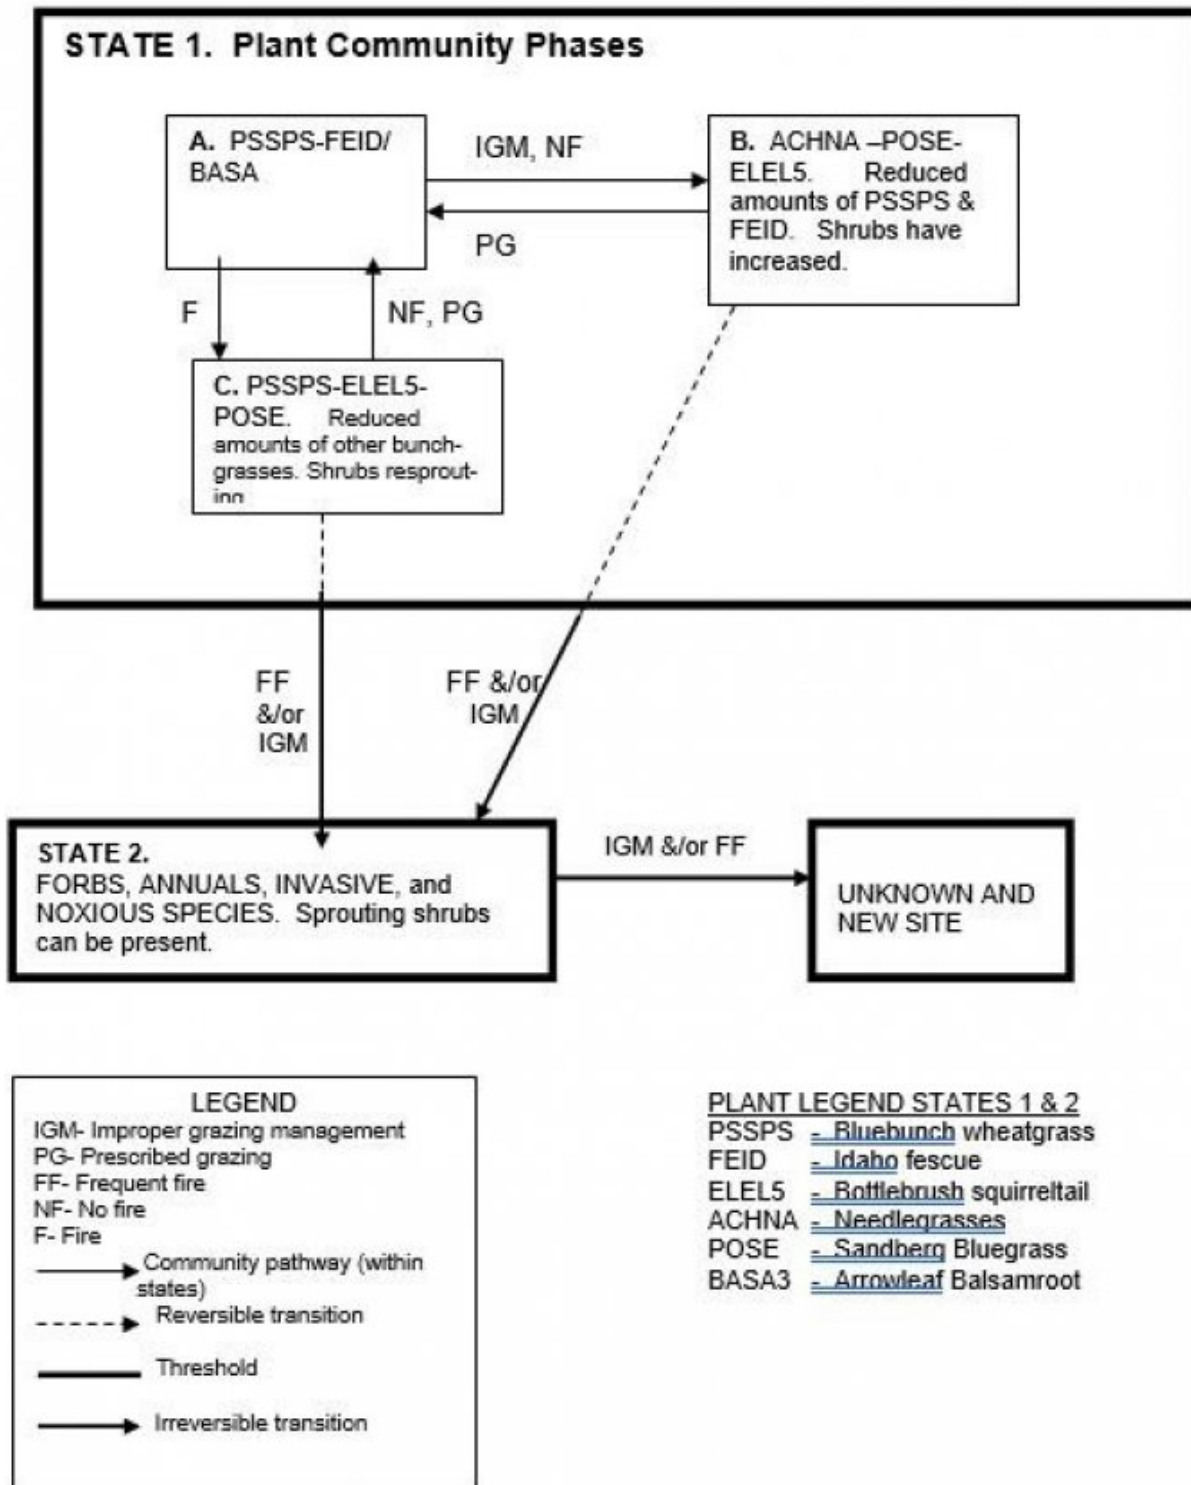 STATE 1. Plant Community Phases
A. PSSPS-FEID/
BASA
IGM, NF
PG
B. ACHNA –POSE-
ELEL5. Reduced
amounts of PSSPS &
FEID. Shrubs have
increased.
F
NF, PG
C. PSSPS-ELEL5-
POSE. Reduced
amounts of other bunch-
grasses. Shrubs resprout-
ing
FF
&/or
IGM
FF &/or
IGM
STATE 2.
FORBS, ANNUALS, INVASIVE, and
NOXIOUS SPECIES. Sprouting shrubs
can be present.
IGM &/or FF
UNKNOWN AND
NEW SITE
LEGEND
IGM- Improper grazing management
PG- Prescribed grazing
FF- Frequent fire
NF- No fire
F- Fire
Community pathway (within
states)
Reversible transition
Threshold
Irreversible transition
PLANT LEGEND STATES 1 & 2
PSSPS - Bluebunch wheatgrass
FEID - Idaho fescue
ELEL5 - Bottlebrush squirreltail
ACHNA - Needlegrasses
POSE - Sandberg Bluegrass
BASA3 - Arrowleaf Balsamroot